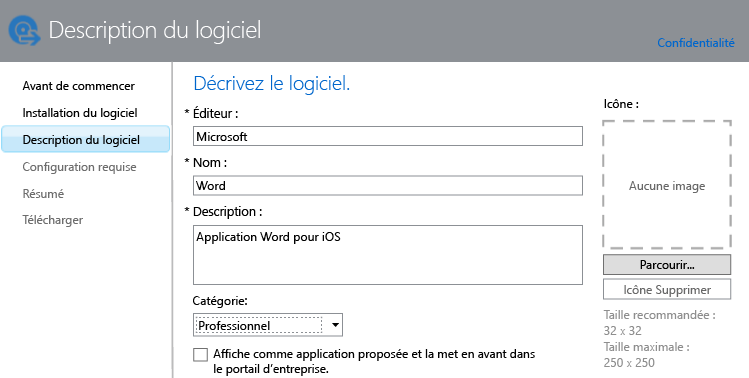 Description du logiciel
Confidentialité
Avant de commencer
Installation du logiciel
Description du logiciel
Configuration requise
Résumé
Télécharger
Décrivez le logiciel.
* Éditeur :
Microsoft
* Nom :
Word
* Description :
Application Word pour iOS
Catégorie:
Professionnel
Affiche comme application proposée et la met en avant dans
le portail d'entreprise.
Icône :
Aucune image
Parcourir...
Icône Supprimer
Taille recommandée :
32 x 32
Taille maximale :
250 x 250